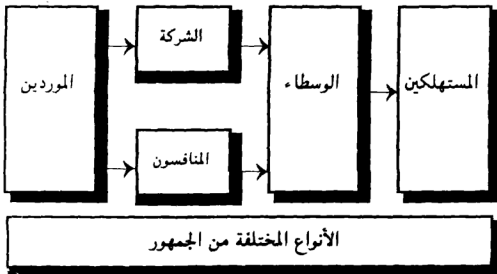 الموردين
الشركة
المنافسون
الوسطاء
المستهلكين
الأنواع المختلفة من الجمهور